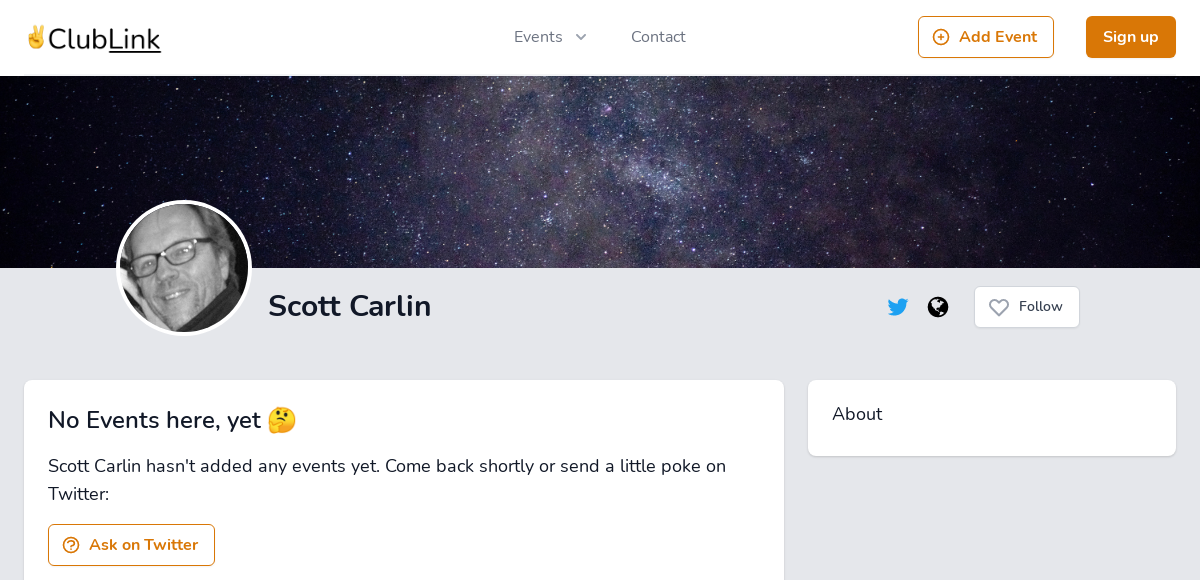 ✌️ClubLink
Events
Contact
Add Event
Sign up
Scott Carlin
Follow
No Events here, yet 🤔
Scott Carlin hasn't added any events yet. Come back shortly or send a little poke on
Twitter:
Ask on Twitter
About